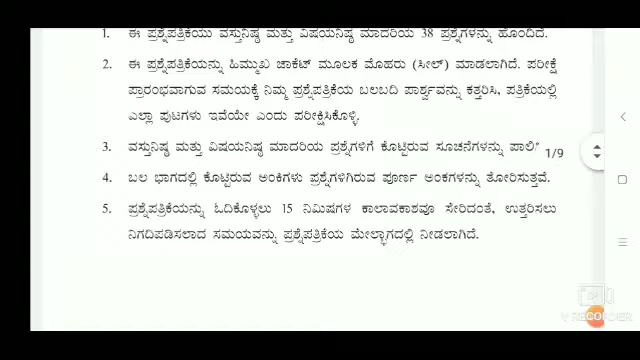 1. ಈ ಪ್ರಶ್ನೆಪತ್ರಿಕೆಯು ವಸ್ತುನಿಷ್ಠ ಮತ್ತು ವಿಷಯನಿಷ್ಠ ಮಾದರಿಯ 38 ಪ್ರಶ್ನೆಗಳನ್ನು ಹೊಂದಿದೆ.
2. ಈ ಪ್ರಶ್ನೆಪತ್ರಿಕೆಯನ್ನು ಹಿಮ್ಮುಖ ಜಾಕೆಟ್ ಮೂಲಕ ಮೊಹರು (ಸೀಲ್) ಮಾಡಲಾಗಿದೆ. ಪರೀಕ್ಷೆ
ಪ್ರಾರಂಭವಾಗುವ ಸಮಯಕ್ಕೆ ನಿಮ್ಮ ಪ್ರಶ್ನೆಪತ್ರಿಕೆಯ ಬಲಬದಿ ಪಾರ್ಶ್ವವನ್ನು ಕತ್ತರಿಸಿ, ಪತ್ರಿಕೆಯಲ್ಲಿ
ಎಲ್ಲಾ ಪುಟಗಳು ಇವೆಯೇ ಎಂದು ಪರೀಕ್ಷಿಸಿಕೊಳ್ಳಿ.
3. ವಸ್ತುನಿಷ್ಠ ಮತ್ತು ವಿಷಯನಿಷ್ಠ ಮಾದರಿಯ ಪ್ರಶ್ನೆಗಳಿಗೆ ಕೊಟ್ಟಿರುವ ಸೂಚನೆಗಳನ್ನು ಪಾಲಿ
1/9
4. ಬಲ ಭಾಗದಲ್ಲಿ ಕೊಟ್ಟಿರುವ ಅಂಕಿಗಳು ಪ್ರಶ್ನೆಗಳಿಗಿರುವ ಪೂರ್ಣ ಅಂಕಗಳನ್ನು ತೋರಿಸುತ್ತವೆ.
5. ಪ್ರಶ್ನೆಪತ್ರಿಕೆಯನ್ನು ಓದಿಕೊಳ್ಳಲು 15 ನಿಮಿಷಗಳ ಕಾಲಾವಕಾಶವೂ ಸೇರಿದಂತೆ, ಉತ್ತರಿಸಲು
ನಿಗದಿಪಡಿಸಲಾದ ಸಮಯವನ್ನು ಪ್ರಶ್ನೆಪತ್ರಿಕೆಯ ಮೇಲ್ಭಾಗದಲ್ಲಿ ನೀಡಲಾಗಿದೆ.
V RECORDER